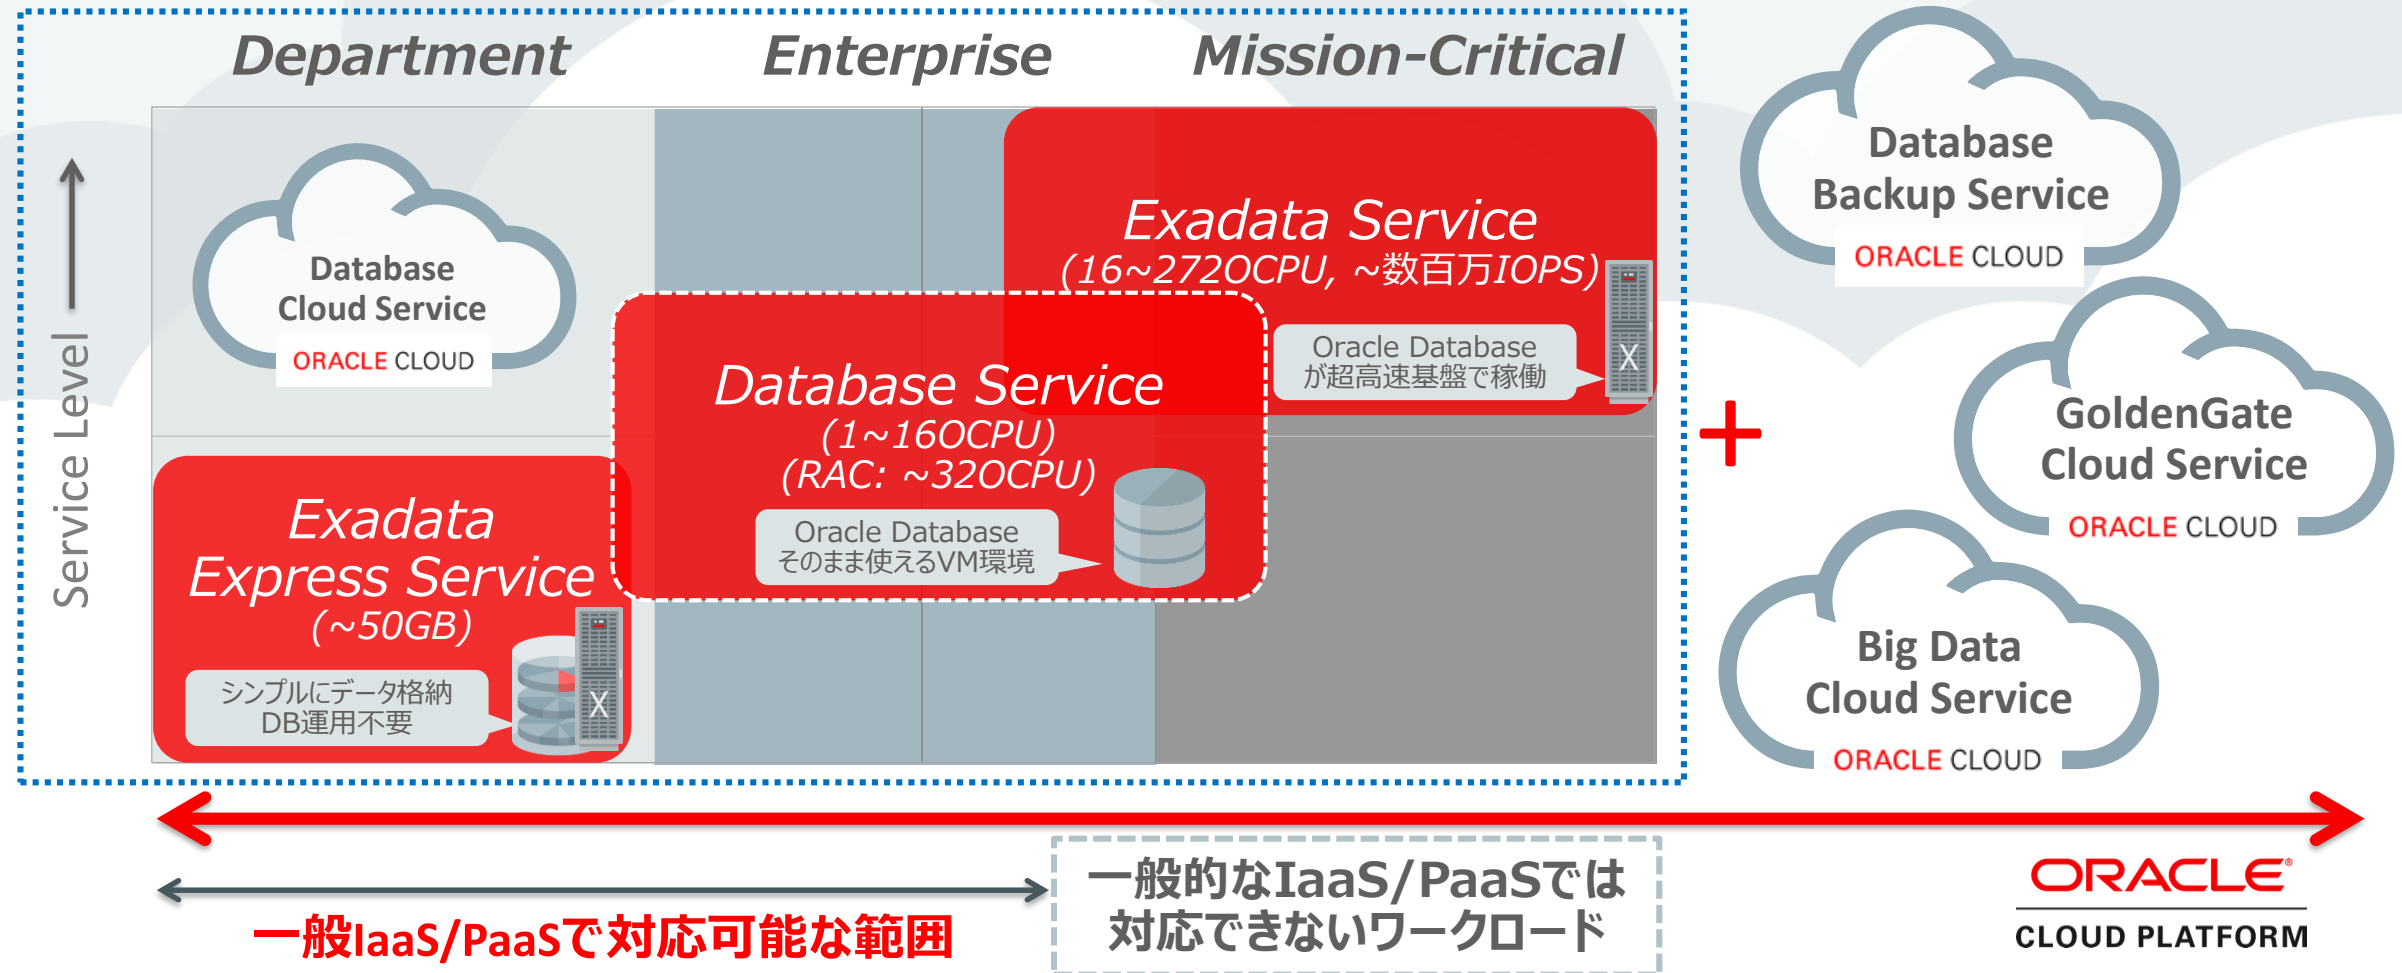 Department
Enterprise
Mission-Critical
Service Level
Database
Cloud Service
ORACLE CLOUD
Exadata Service
(16~272OCPU, ~数百万IOPS)
Oracle Database
が超高速基盤で稼働
X
Database Service
(1~16OCPU)
(RAC: ~32OCPU)
Oracle Database
そのまま使えるVM環境
Exadata
Express Service
(~50GB)
シンプルにデータ格納
DB運用不要
X
+
Database
Backup Service
ORACLE CLOUD
GoldenGate
Cloud Service
ORACLE CLOUD
Big Data
Cloud Service
ORACLE CLOUD
一般IaaS/PaaSで対応可能な範囲
一般的なIaaS/PaaSでは
対応できないワークロード
ORACLE®
CLOUD PLATFORM